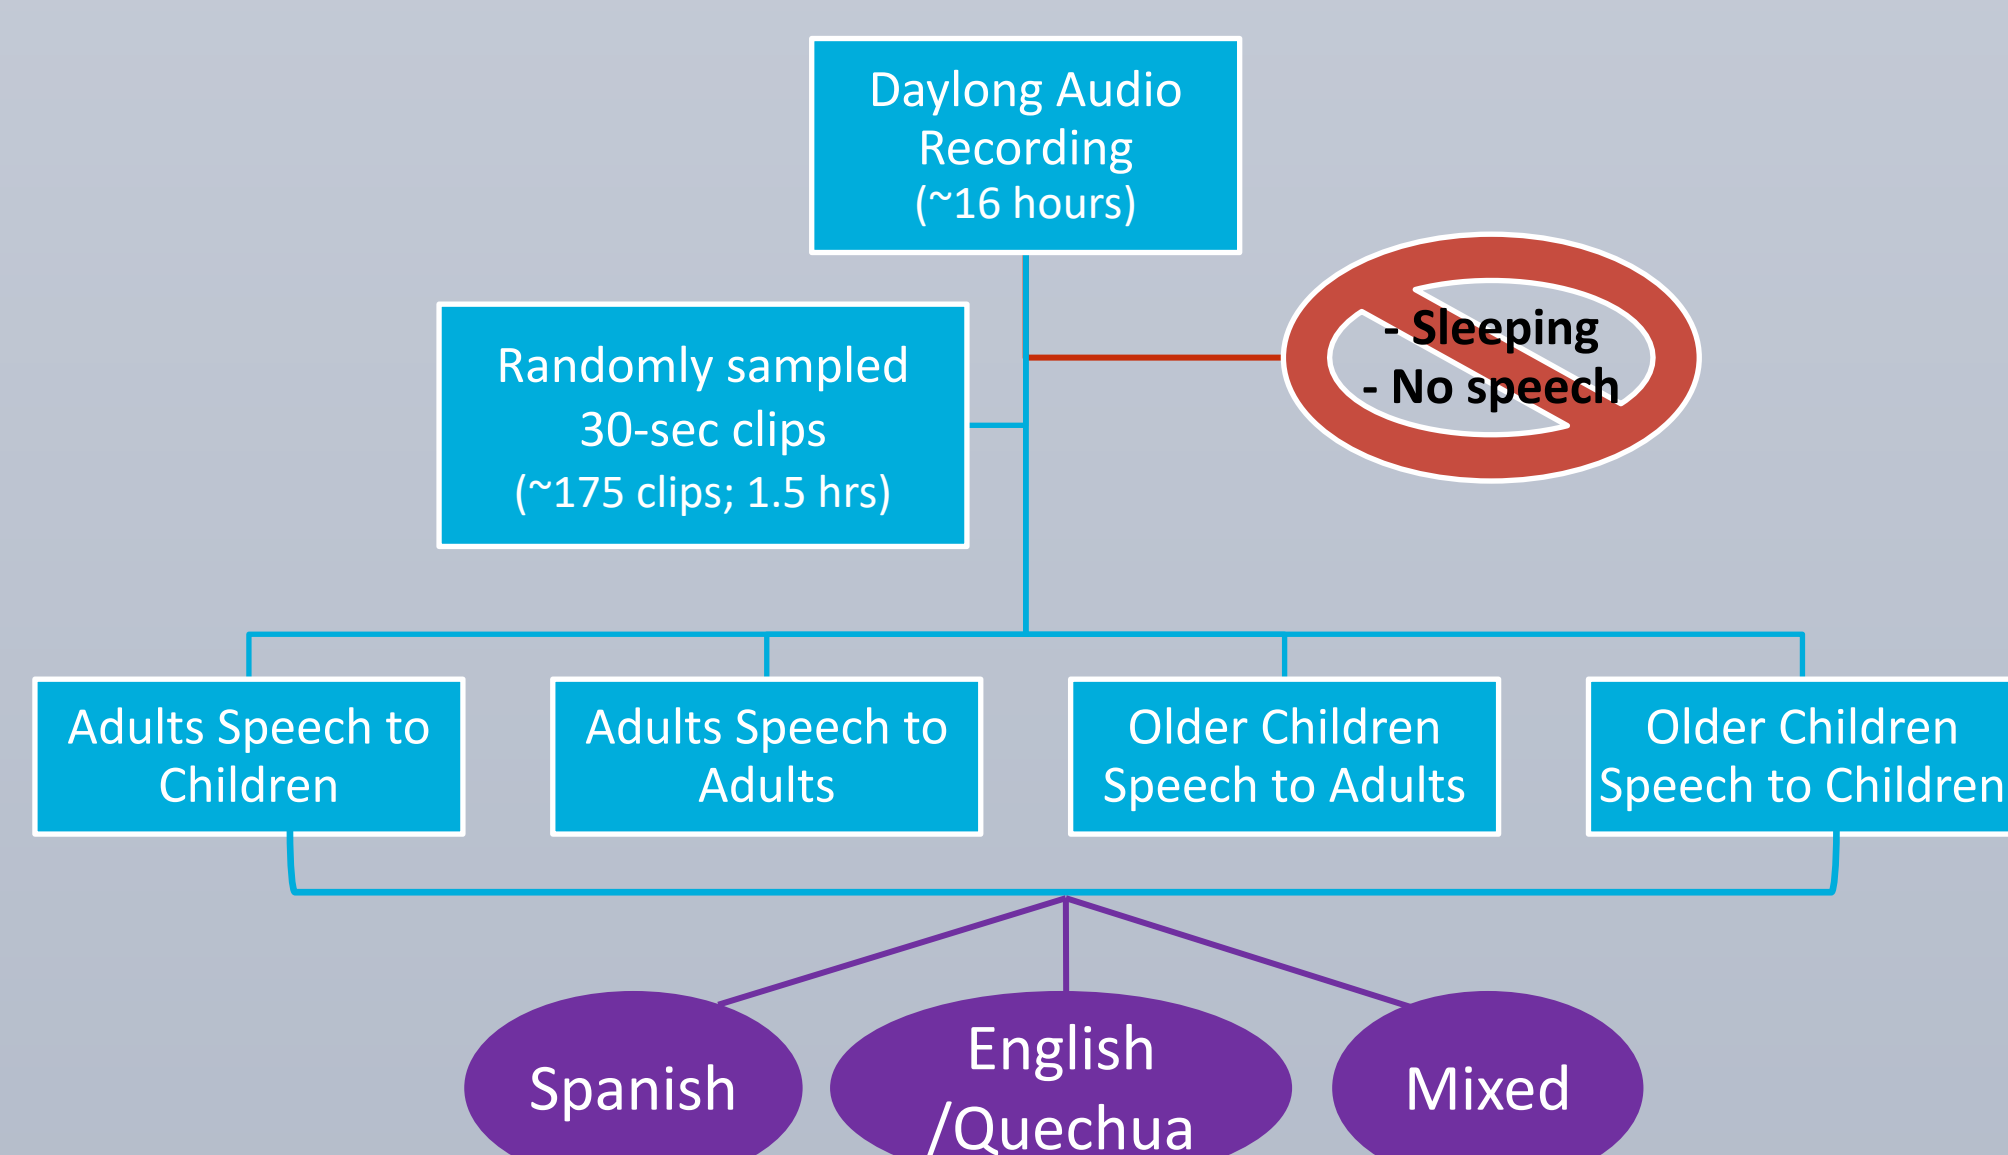 Daylong Audio
Recording
(~16 hours)
- Sleeping
- No speech
Randomly sampled
30-sec clips
(~175 clips; 1.5 hrs)
Adults Speech to
Children
Adults Speech to
Adults
Older Children
Speech to Adults
Older Children
Speech to Children
Spanish
English
/Quechua
Mixed